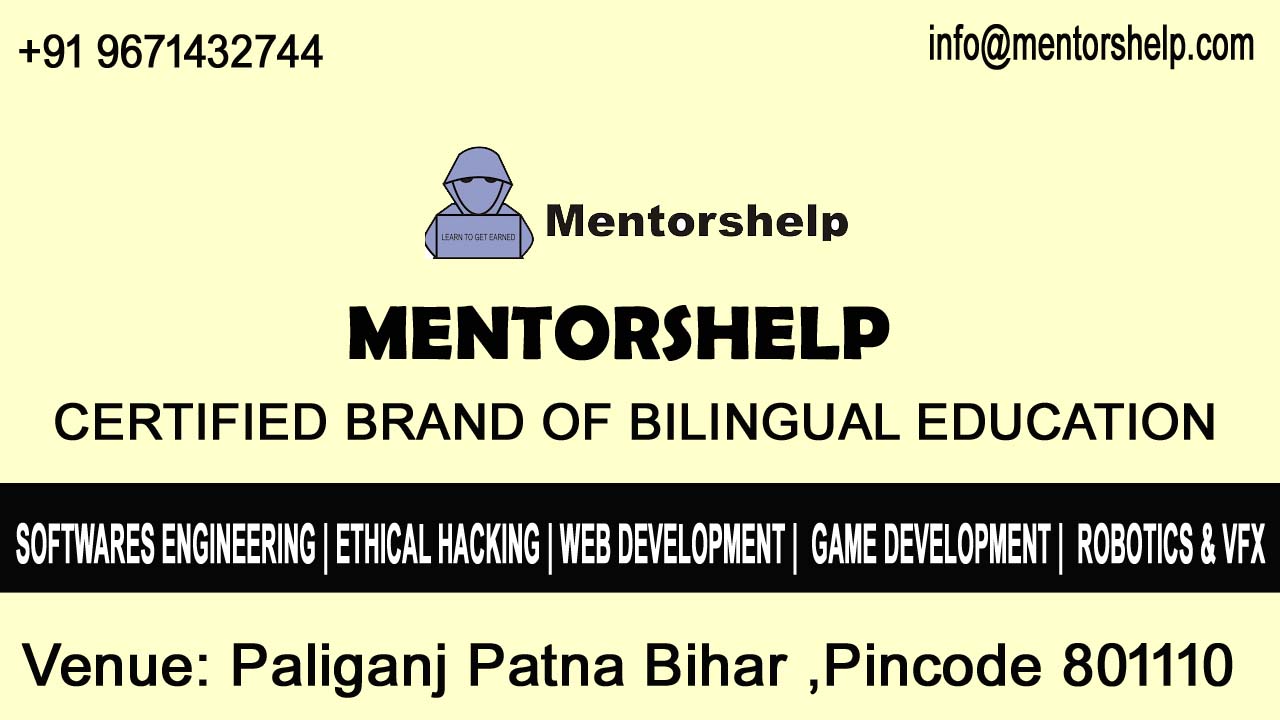 +91 9671432744
info@mentorshelp.com
LEARN TO GET EARNED
Mentorshelp
MENTORSHELP
CERTIFIED BRAND OF BILINGUAL EDUCATION
SOFTWARES ENGINEERING | ETHICAL HACKING | WEB DEVELOPMENT | GAME DEVELOPMENT | ROBOTICS & VFX
Venue: Paliganj Patna Bihar ,Pincode 801110